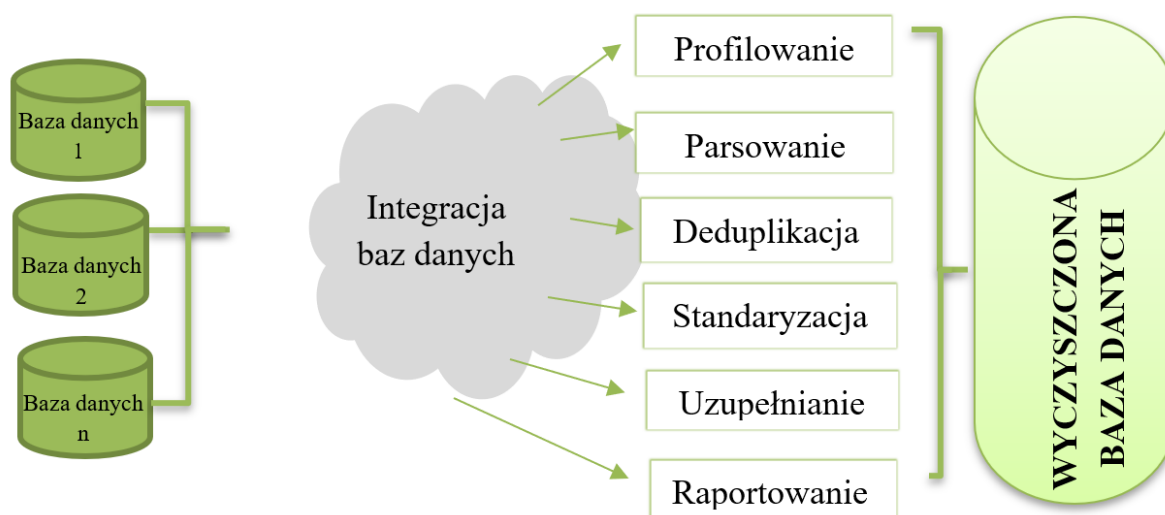 Baza danych
1
Baza danych
2
Baza danych
n
Integracja
baz danych
Profilowanie
Parsowanie
Deduplikacja
Standaryzacja
Uzupełnianie
Raportowanie
WYCZYSZCZONA
BAZA DANYCH